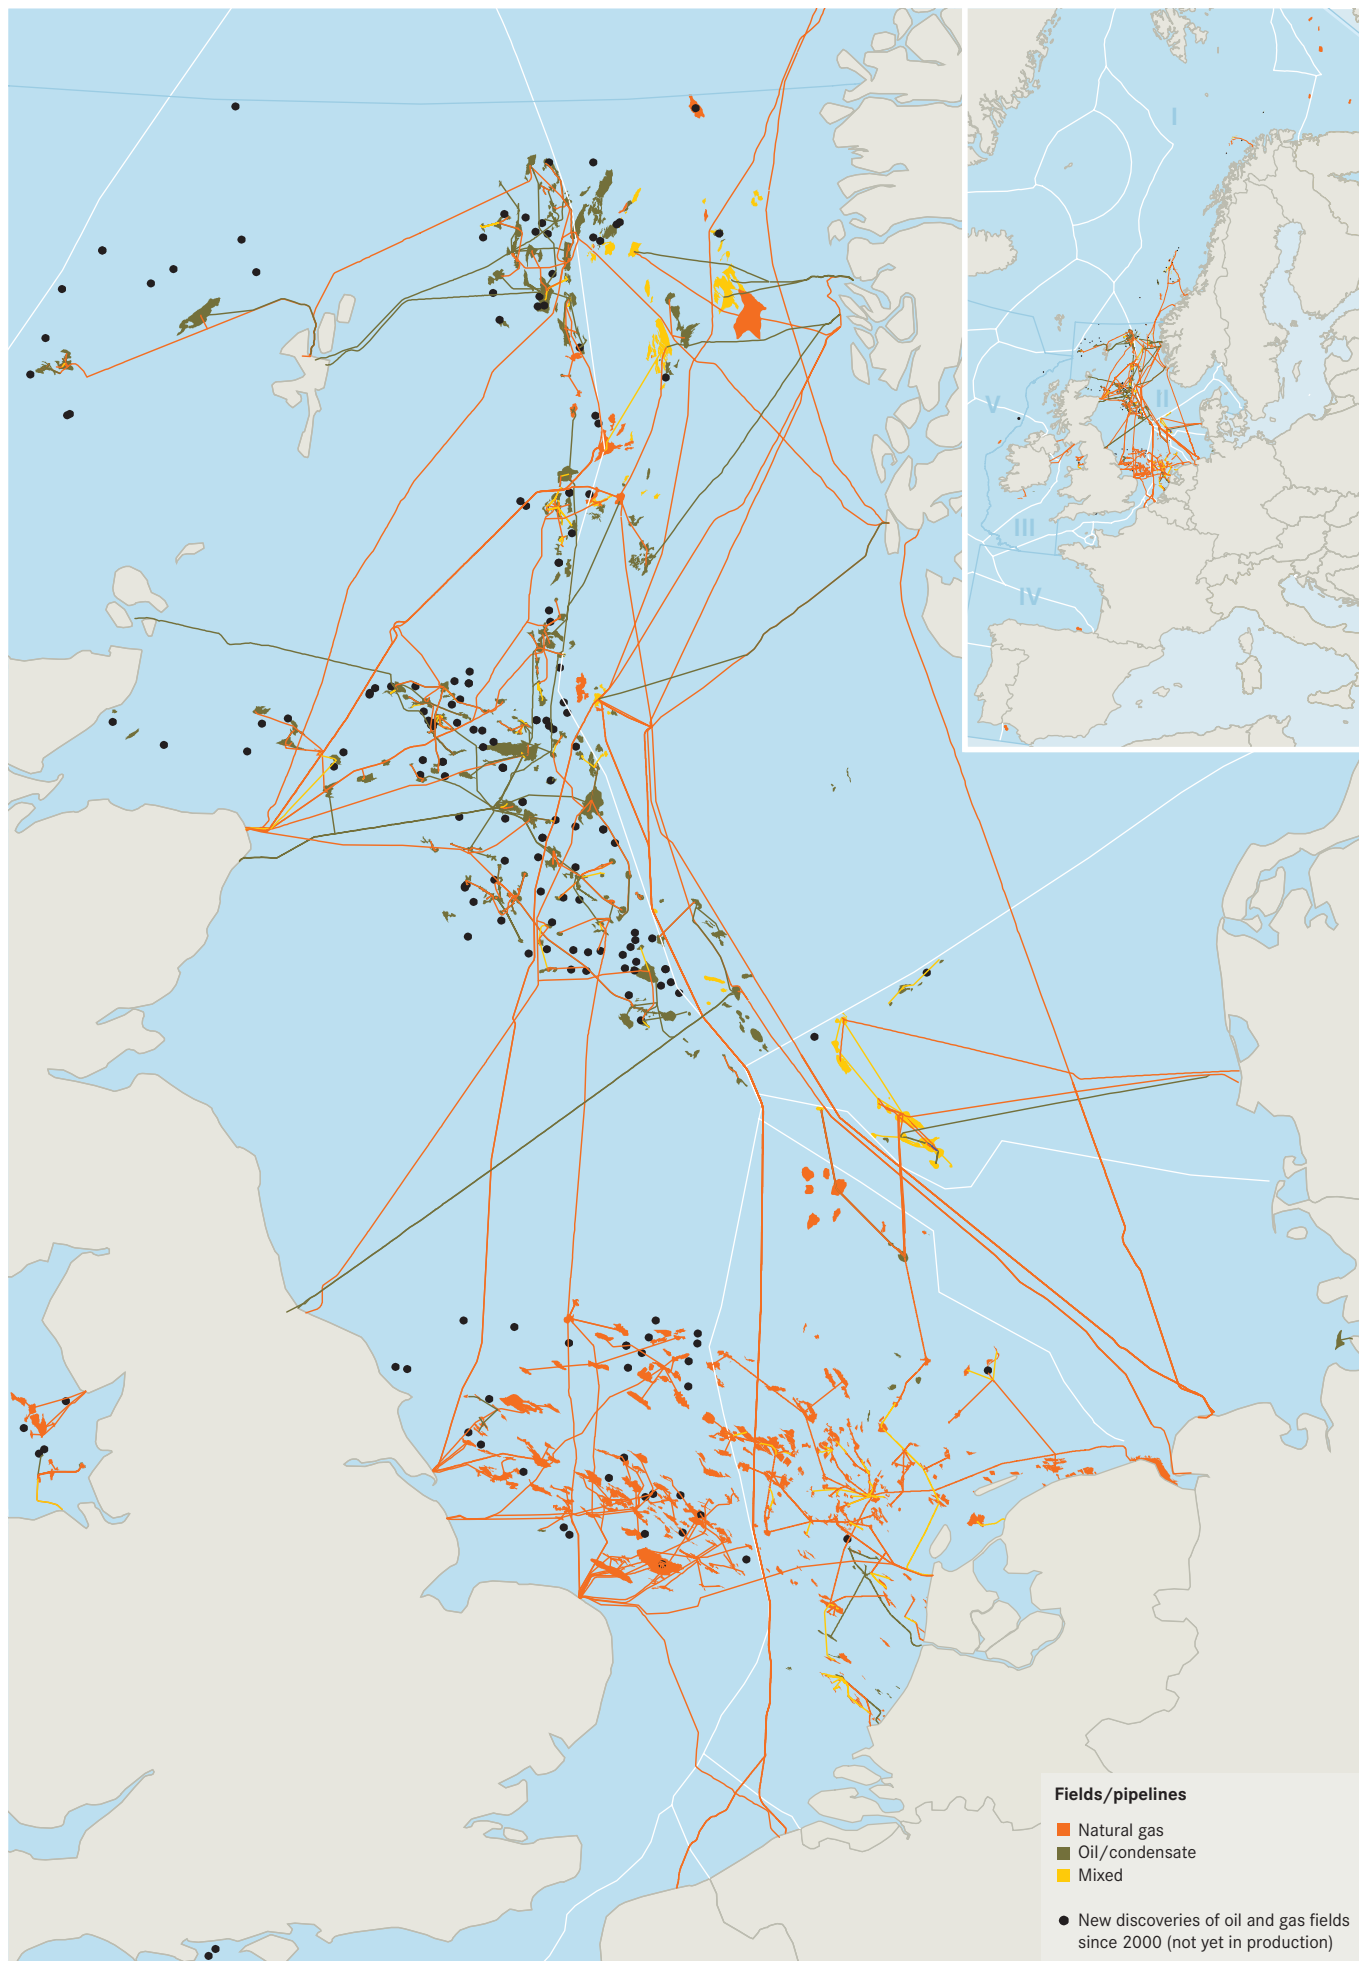 I
II
V
III
IV
Fields/pipelines
Natural gas
Oil/condensate
Mixed
New discoveries of oil and gas fields
since 2000 (not yet in production)